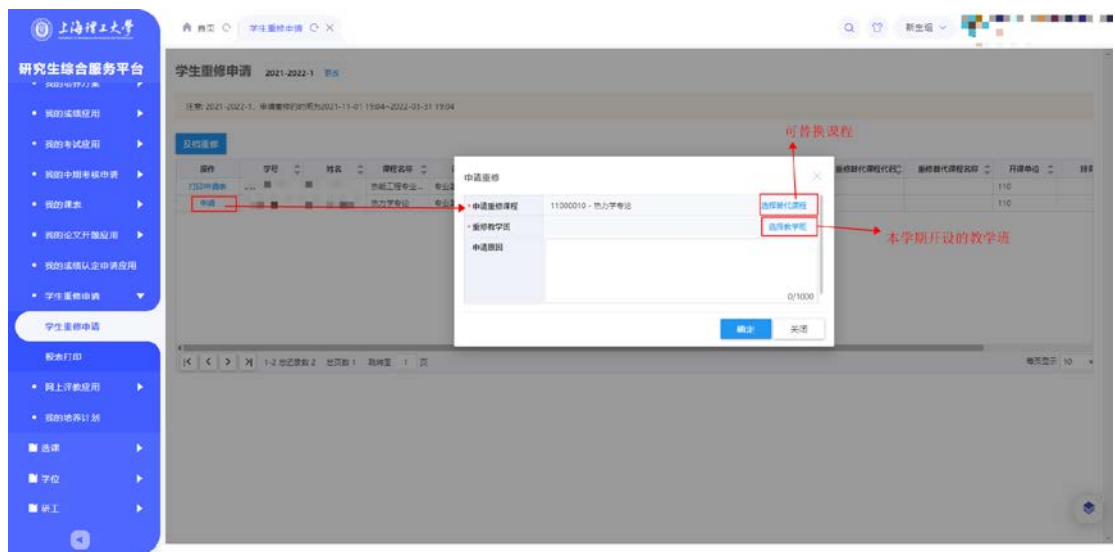 上海理工大学
首页
学生重修申请
新生组
研究生综合服务平台
学生重修申请 2021-2022-1 更改
我的培养方案
我的成绩应用
注意: 2021-2022-1, 申请重修的时间为2021-11-01 19:04~2022-03-31 19:04
我的考试应用
及格重修
可替换课程
操作 学号 姓名 课程名称
重修替代课程代码 重修替代课程名称 开课单位
我的中期考核申请
打印申请表 ... 热能工程专业... 110
申请 热力学专论 110
申请重修
我的课表
*申请重修课程 11000010 - 热力学专论 选择替代课程
*重修教学班 选择教学班
本学期开设的教学班
申请原因
我的论文开题应用
我的成绩认定申请应用
学生重修申请
0/1000
学生重修申请
确定 关闭
报表打印
1-2 总记录数 2 总页数 1 跳转至 1 页
每页显示 10
网上评教应用
我的培养计划
选课
学位
研工